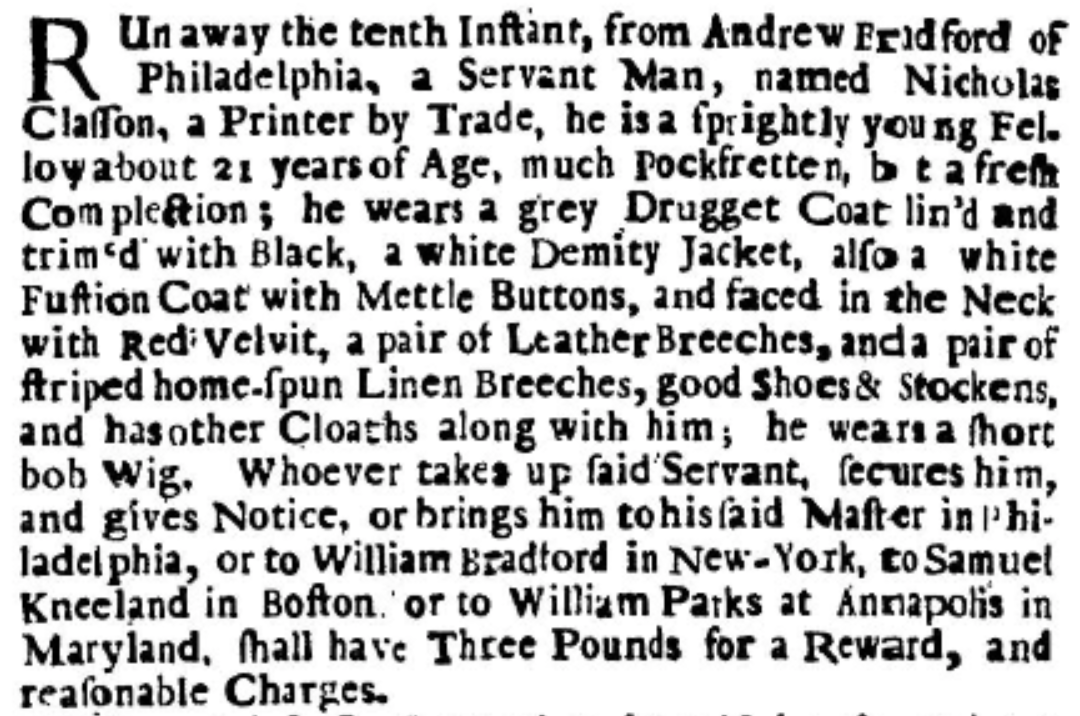 RUn away the tenth Inſtant, from Andrew Bradford of
Philadelphia, a Servant Man, named Nicholas
Claſſon, a Printer by Trade, he is a ſprightly young Fel-
low about 21 years of Age, much Pockfretten, b t a freſh
Complection; he wears a grey Drugget Coat lin'd and
trim'd with Black, a white Demity Jacket, alſo a white
Fuſtion Coat with Mettle Buttons, and faced in the Neck
with Red Velvit, a pair of Leather Breeches, and a pair of
ſtriped home-ſpun Linen Breeches, good Shoes & Stockens,
and has other Cloaths along with him; he wears a ſhort
bob Wig. Whoever takes up ſaid Servant, ſecures him,
and gives Notice, or brings him to his ſaid Maſter in Phi-
ladelphia, or to William Bradford in New-York, to Samuel
Kneeland in Boſton. or to William Parks at Annapolis in
Maryland, ſhall have Three Pounds for a Reward, and
reaſonable Charges.